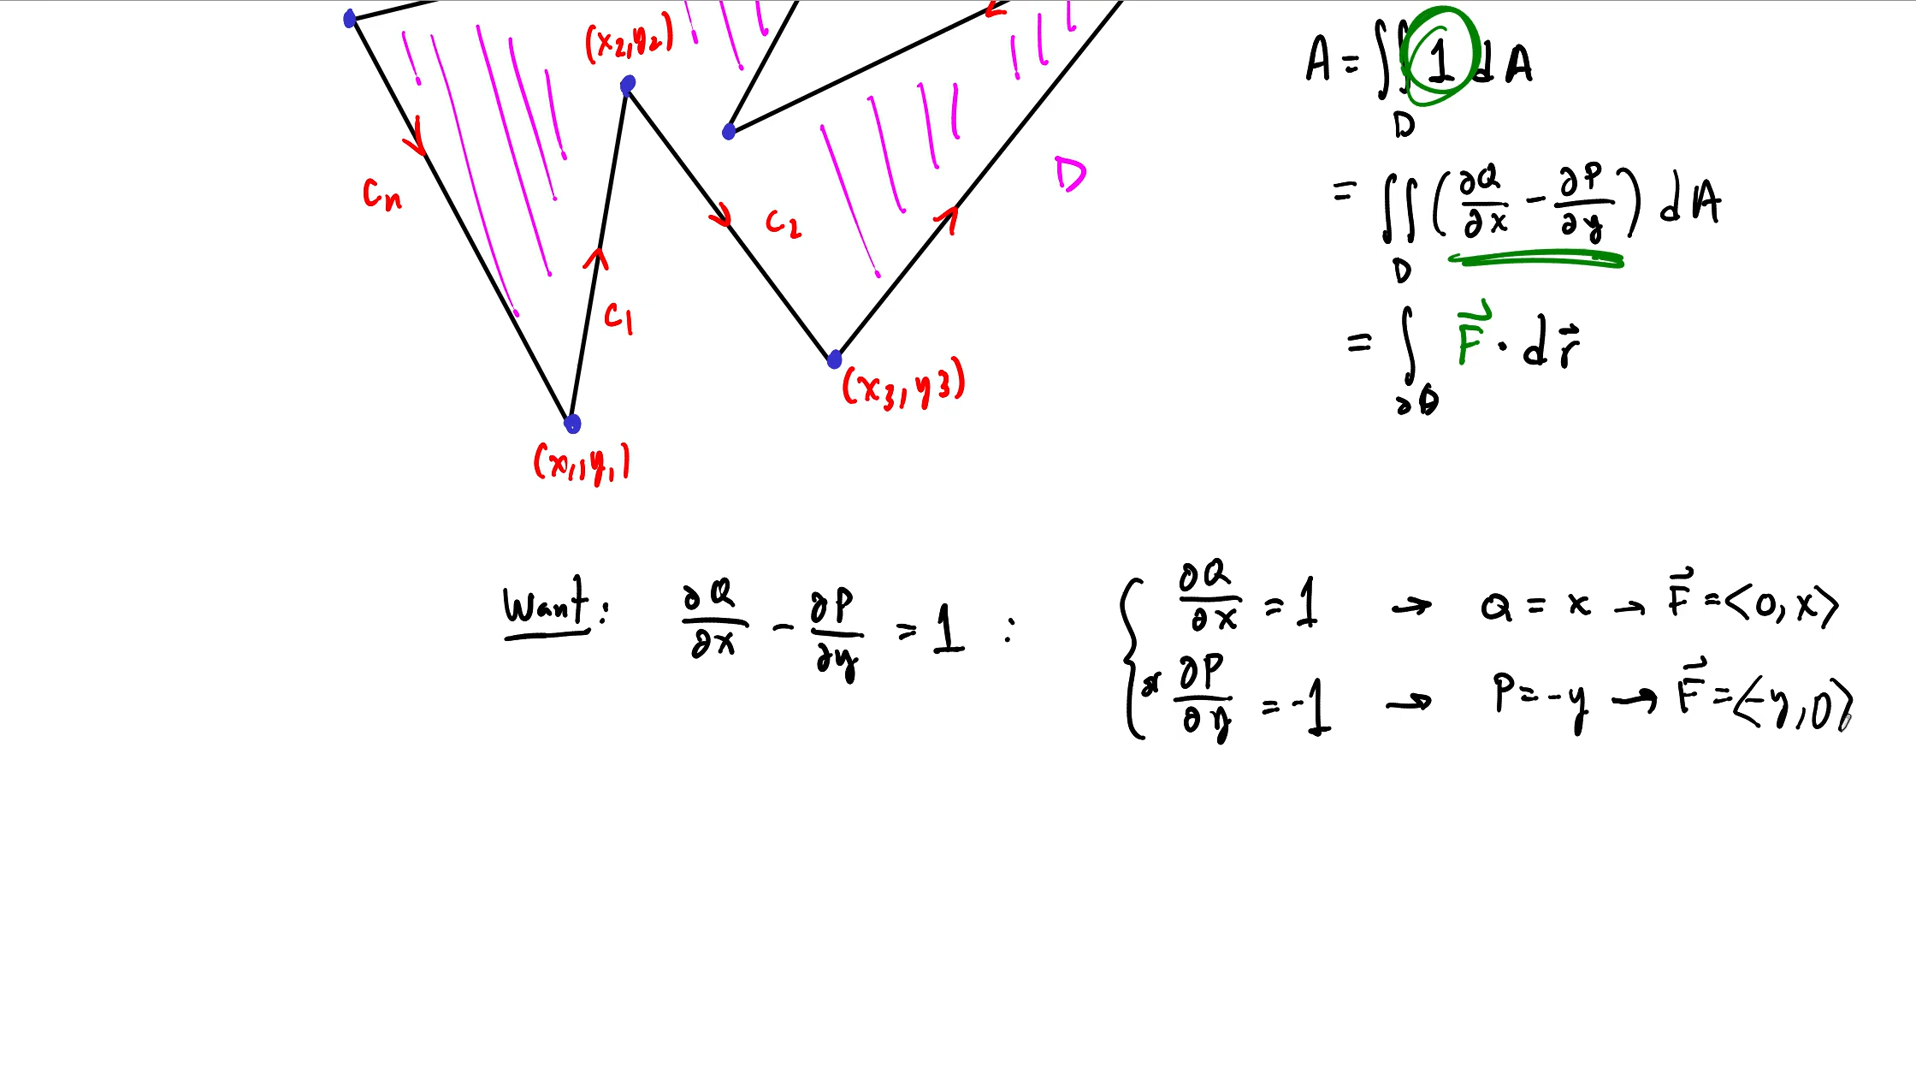 (x₂,y₂)
A = ∬ 1 dA
D
D
Cₙ
C₂
= ∬ (∂Q/∂x − ∂P/∂y) dA
D
C₁
= ∫ F⃗ · dr⃗
∂D
(x₃,y3)
(x₁,y₁)
Want: ∂Q/∂x − ∂P/∂y = 1 :
{ ∂Q/∂x = 1 → Q = x → F⃗ = <0, x>
or ∂P/∂y = -1 → P = -y → F⃗ = <-y, 0>